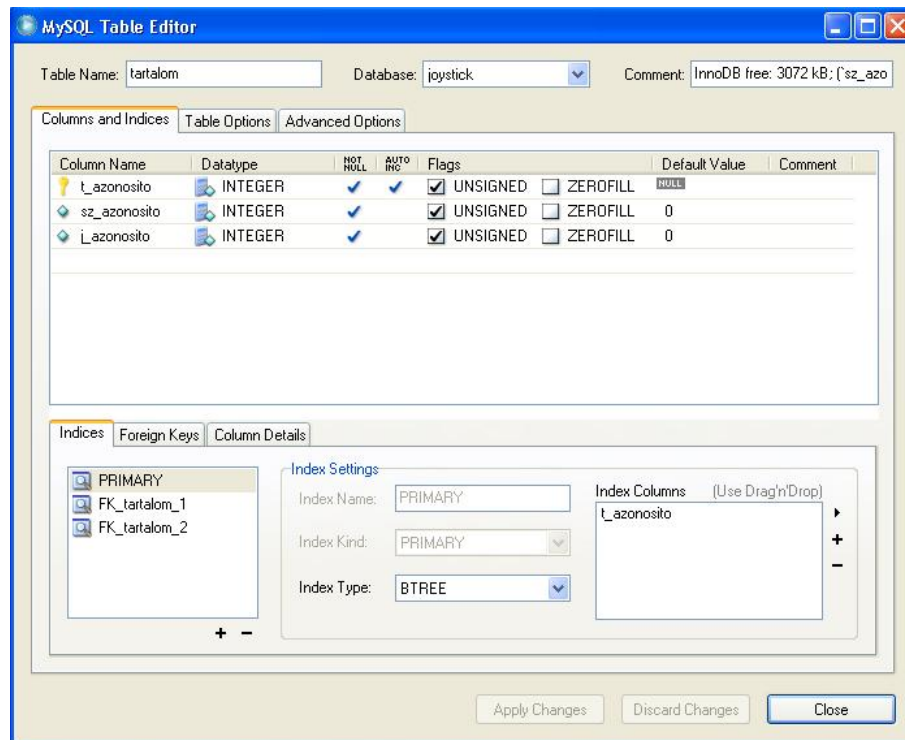 MySQL Table Editor
Table Name: tartalom Database: joystick Comment: InnoDB free: 3072 kB; (`sz_azo
Columns and Indices Table Options Advanced Options
Column Name Datatype NOT NULL AUTO INC Flags Default Value Comment
t_azonosito INTEGER UNSIGNED ZEROFILL NULL
sz_azonosito INTEGER UNSIGNED ZEROFILL 0
j_azonosito INTEGER UNSIGNED ZEROFILL 0
Indices Foreign Keys Column Details
PRIMARY
FK_tartalom_1
FK_tartalom_2
Index Settings
Index Name: PRIMARY
Index Kind: PRIMARY
Index Type: BTREE
Index Columns (Use Drag'n'Drop)
t_azonosito
Apply Changes Discard Changes Close